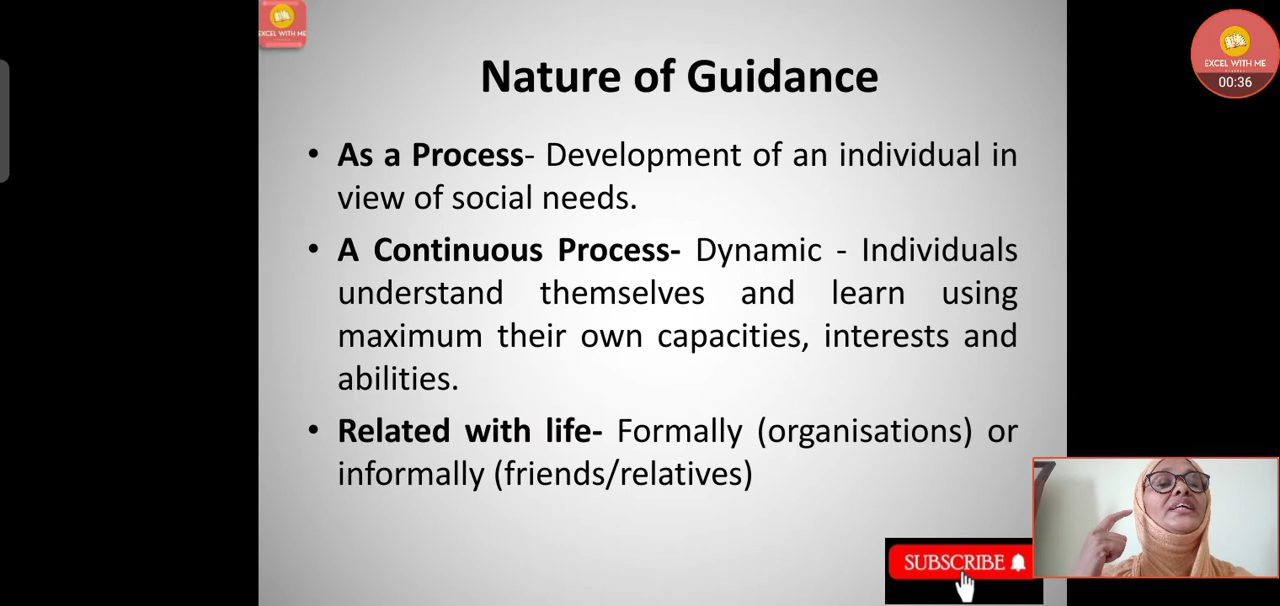 EXCEL WITH ME
EXCEL WITH ME
00:36
Nature of Guidance
• As a Process- Development of an individual in
view of social needs.
• A Continuous Process- Dynamic - Individuals
understand themselves and learn using
maximum their own capacities, interests and
abilities.
• Related with life- Formally (organisations) or
informally (friends/relatives)
SUBSCRIBE